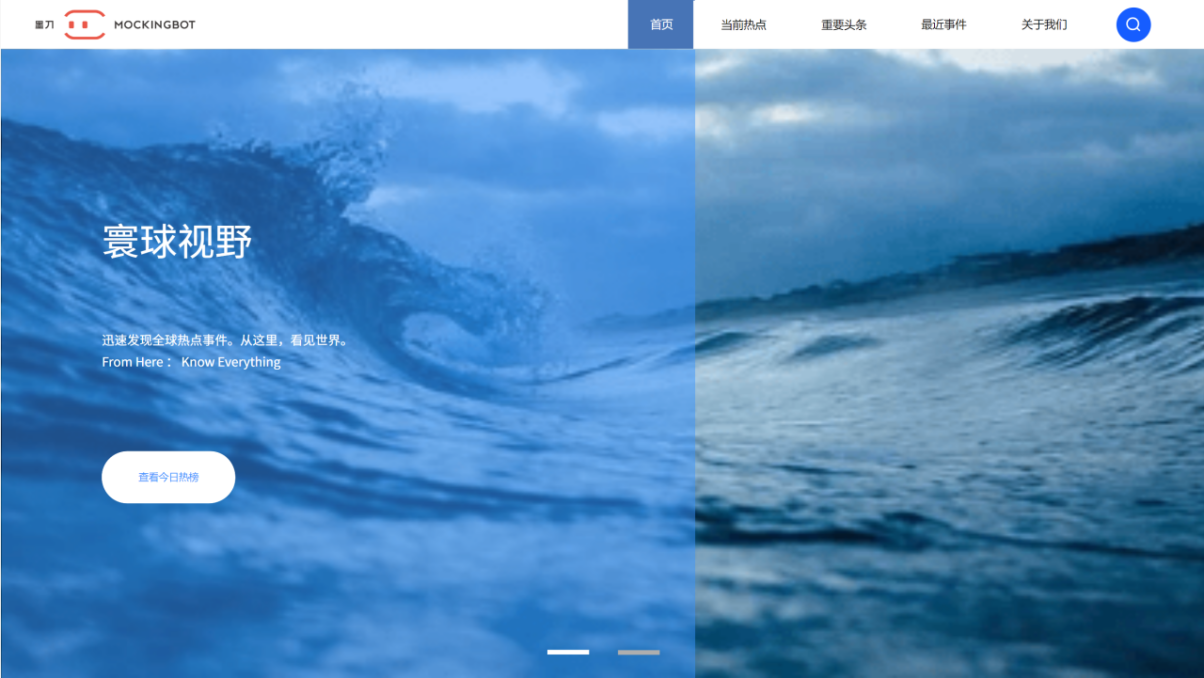 墨刀 MOCKINGBOT
首页 当前热点 重要头条 最近事件 关于我们
寰球视野
迅速发现全球热点事件。从这里，看见世界。
From Here： Know Everything
查看今日热榜